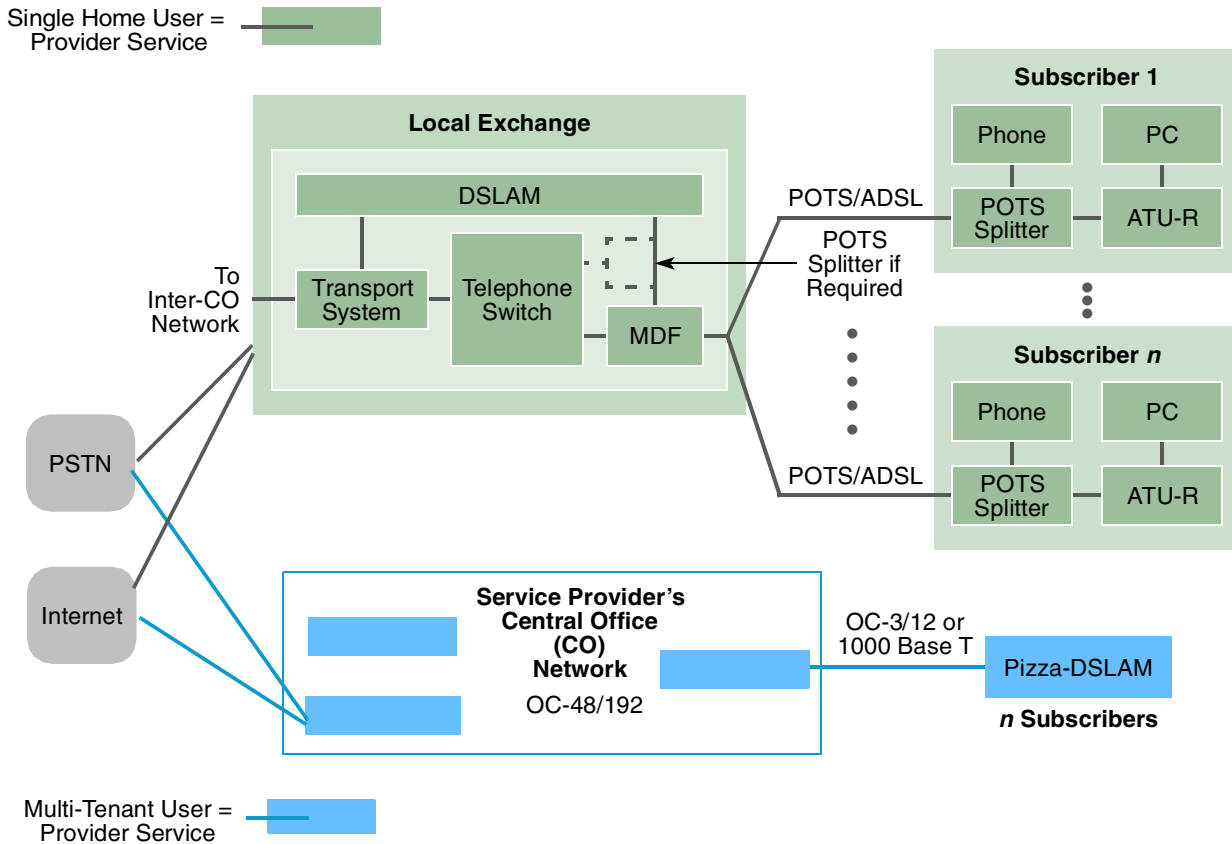 Single Home User =
Provider Service
Local Exchange
DSLAM
Transport
System
Telephone
Switch
MDF
To
Inter-CO
Network
POTS/ADSL
POTS
Splitter if
Required
POTS/ADSL
Subscriber 1
Phone
PC
POTS
Splitter
ATU-R
Subscriber n
Phone
PC
POTS
Splitter
ATU-R
PSTN
Internet
Service Provider’s
Central Office
(CO)
Network
OC-48/192
OC-3/12 or
1000 Base T
Pizza-DSLAM
n Subscribers
Multi-Tenant User =
Provider Service